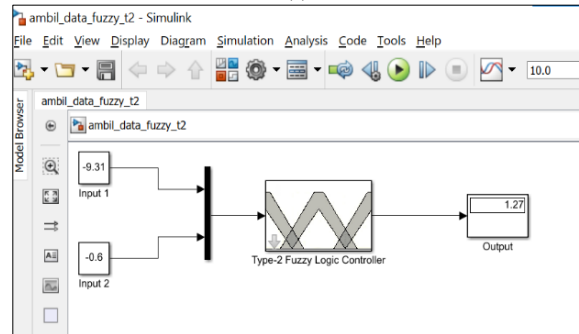 ambil_data_fuzzy_t2 - Simulink
File Edit View Display Diagram Simulation Analysis Code Tools Help
10.0
Model Browser
ambil_data_fuzzy_t2
ambil_data_fuzzy_t2
-9.31
Input 1
-0.6
Input 2
Type-2 Fuzzy Logic Controller
1.27
Output